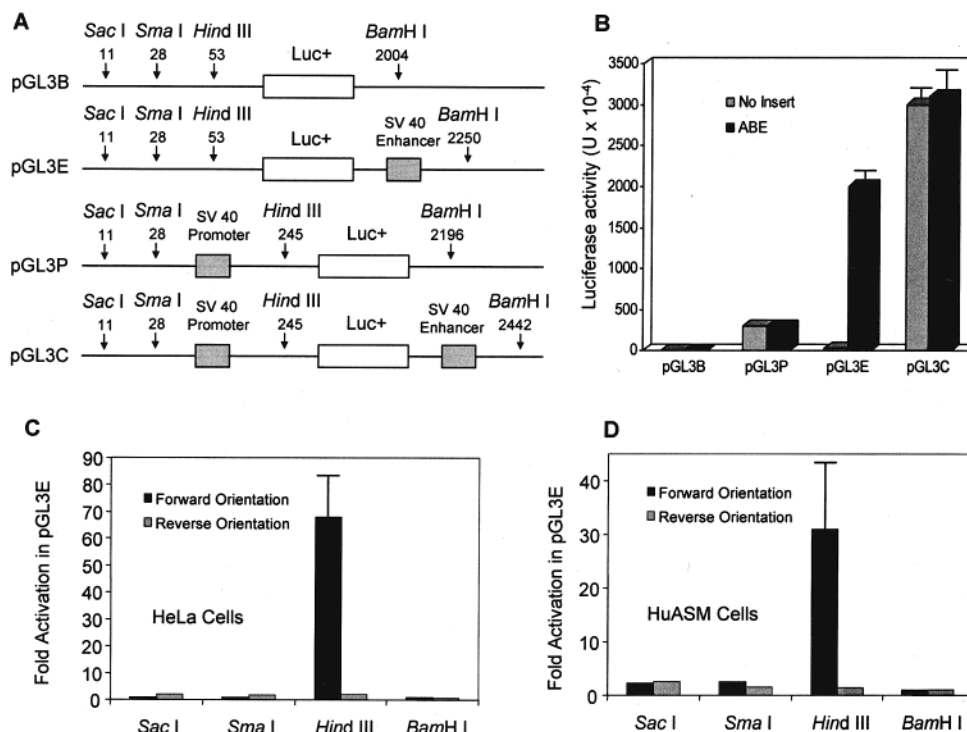 A
Sac I Sma I Hind III BamH I
11 28 53 Luc+ 2004
pGL3B
Sac I Sma I Hind III SV 40 BamH I
11 28 53 Luc+ Enhancer 2250
pGL3E
Sac I Sma I SV 40 Hind III BamH I
11 28 Promoter 245 Luc+ 2196
pGL3P
Sac I Sma I SV 40 Hind III SV 40 BamH I
11 28 Promoter 245 Luc+ Enhancer 2442
pGL3C
B
Luciferase activity (U x 10-4)
3500
3000
2500
2000
1500
1000
500
0
No Insert
ABE
pGL3B pGL3P pGL3E pGL3C
C
Fold Activation in pGL3E
90
80
70
60
50
40
30
20
10
0
Forward Orientation
Reverse Orientation
HeLa Cells
Sac I Sma I Hind III BamH I
D
Fold Activation in pGL3E
40
30
20
10
0
Forward Orientation
Reverse Orientation
HuASM Cells
Sac I Sma I Hind III BamH I